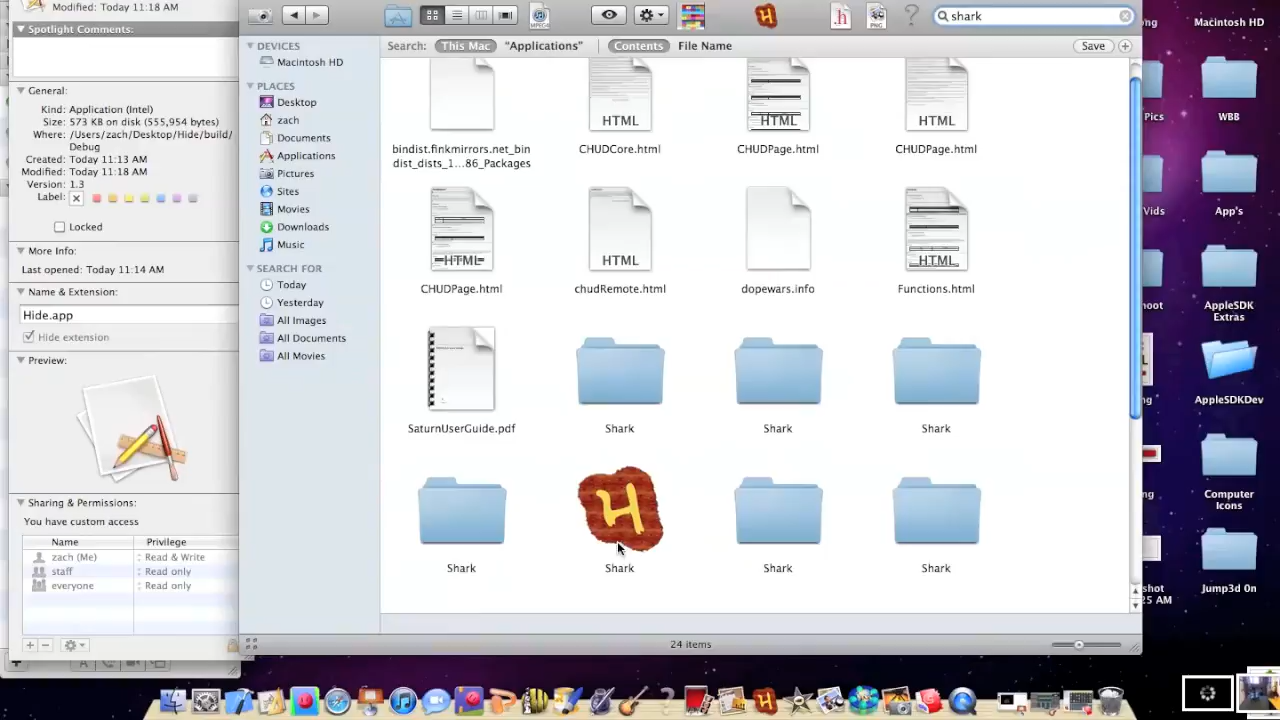 Modified: Today 11:18 AM
Spotlight Comments:
General:
Kind: Application (Intel)
Size: 573 KB on disk (555,954 bytes)
Where: /Users/zach/Desktop/Hide/build/
Debug
Created: Today 11:13 AM
Modified: Today 11:18 AM
Version: 1.3
Label:
Locked
More Info:
Last opened: Today 11:14 AM
Name & Extension:
Hide.app
Hide extension
Preview:
Sharing & Permissions:
You have custom access
Name Privilege
zach (Me) Read & Write
staff Read only
everyone Read only
shark
DEVICES
Macintosh HD
PLACES
Desktop
zach
Documents
Applications
Pictures
Sites
Movies
Downloads
Music
SEARCH FOR
Today
Yesterday
All Images
All Documents
All Movies
Search: This Mac "Applications" Contents File Name Save
HTML HTML HTML
bindist.finkmirrors.net_bin
dist_dists_1...86_Packages
CHUDCore.html CHUDPage.html CHUDPage.html
HTML HTML HTML
CHUDPage.html chudRemote.html dopewars.info Functions.html
SaturnUserGuide.pdf Shark Shark Shark
Shark Shark Shark Shark
24 items
Macintosh HD
Pics WBB
Vids App's
AppleSDK
Extras
AppleSDKDev
Computer
Icons
Jump3d 0n